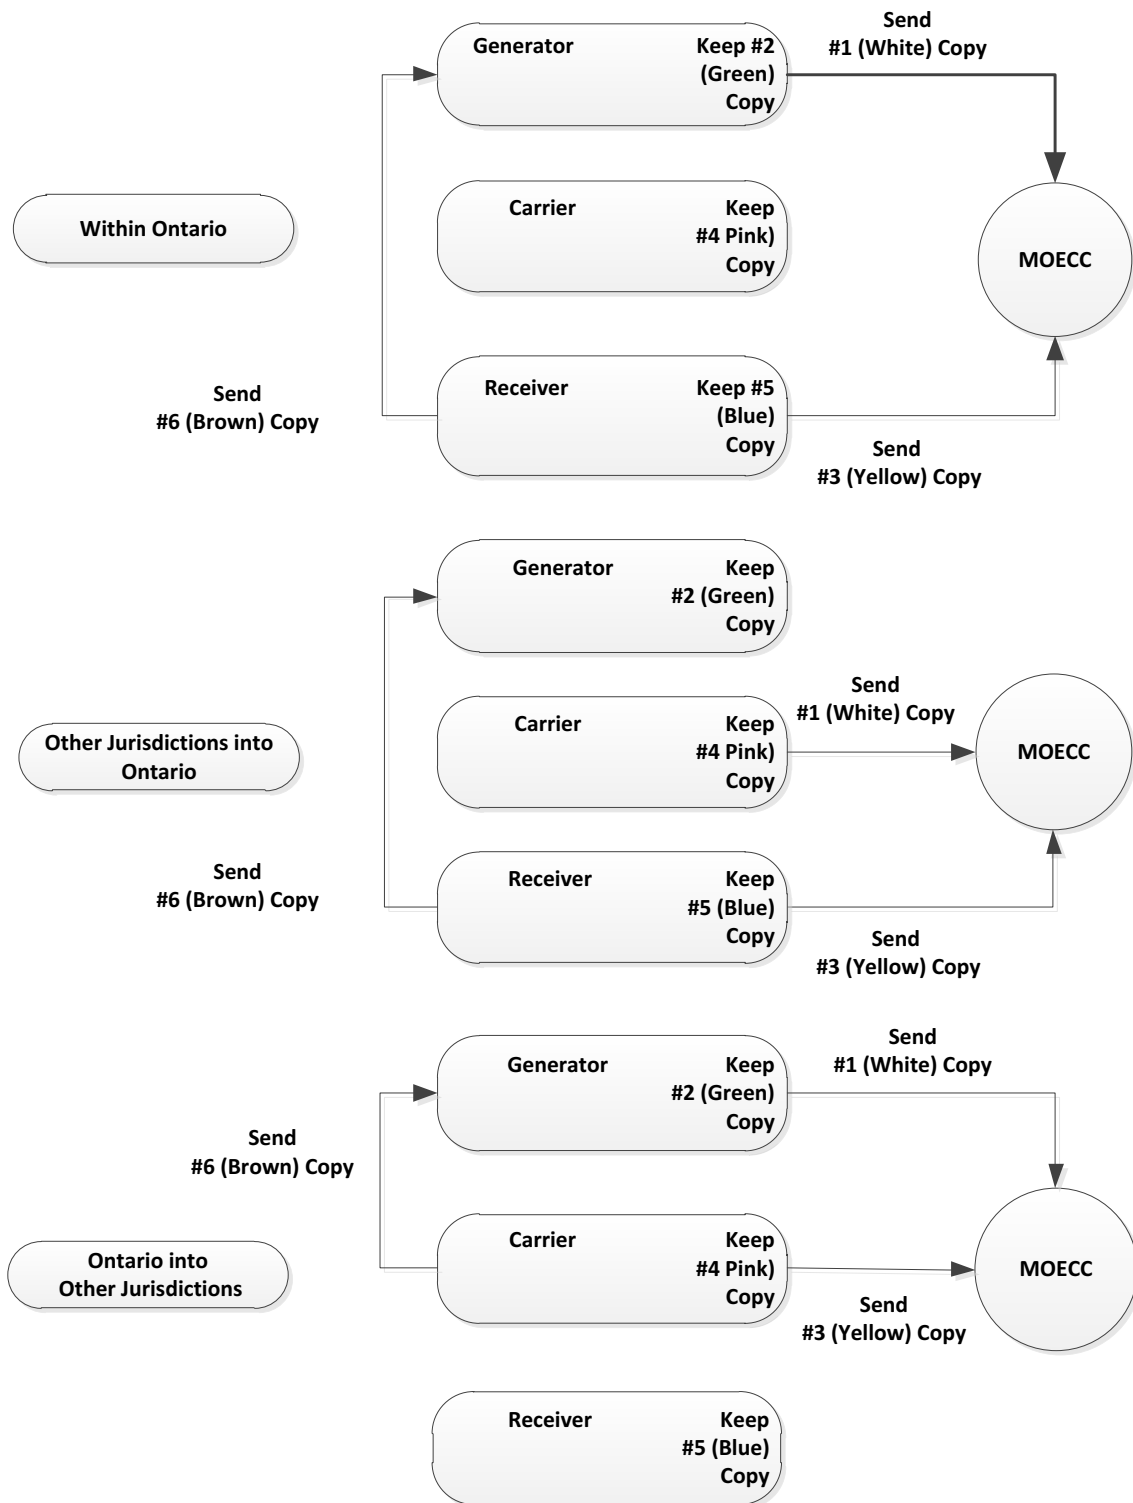 Send
#1 (White) Copy
Generator
Keep #2
(Green)
Copy
Within Ontario
Carrier
Keep
#4 Pink)
Copy
MOECC
Send
#6 (Brown) Copy
Receiver
Keep #5
(Blue)
Copy
Send
#3 (Yellow) Copy
Generator
Keep
#2 (Green)
Copy
Other Jurisdictions into
Ontario
Carrier
Keep
#4 Pink)
Copy
Send
#1 (White) Copy
MOECC
Send
#6 (Brown) Copy
Receiver
Keep
#5 (Blue)
Copy
Send
#3 (Yellow) Copy
Generator
Keep
#2 (Green)
Copy
Send
#1 (White) Copy
Send
#6 (Brown) Copy
Ontario into
Other Jurisdictions
Carrier
Keep
#4 Pink)
Copy
MOECC
Send
#3 (Yellow) Copy
Receiver
Keep
#5 (Blue)
Copy